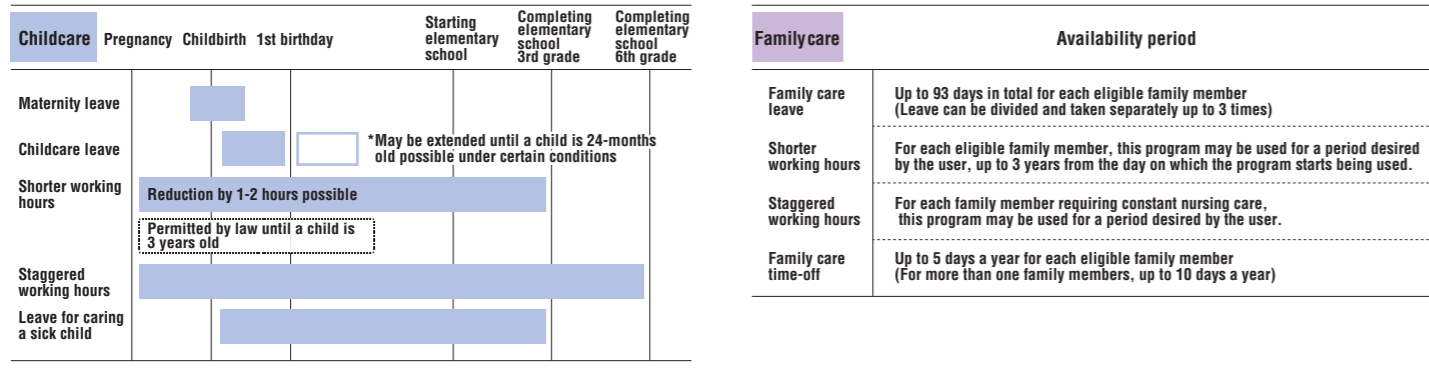 Childcare
Pregnancy
Childbirth
1st birthday
Starting
elementary
school
Completing
elementary
school
3rd grade
Completing
elementary
school
6th grade
Maternity leave
Childcare leave
*May be extended until a child is 24-months
old possible under certain conditions
Shorter working
hours
Reduction by 1-2 hours possible
Permitted by law until a child is
3 years old
Staggered
working hours
Leave for caring
a sick child
Family care
Availability period
Family care
leave
Up to 93 days in total for each eligible family member
(Leave can be divided and taken separately up to 3 times)
Shorter
working hours
For each eligible family member, this program may be used for a period desired
by the user, up to 3 years from the day on which the program starts being used.
Staggered
working hours
For each family member requiring constant nursing care,
this program may be used for a period desired by the user.
Family care
time-off
Up to 5 days a year for each eligible family member
(For more than one family members, up to 10 days a year)